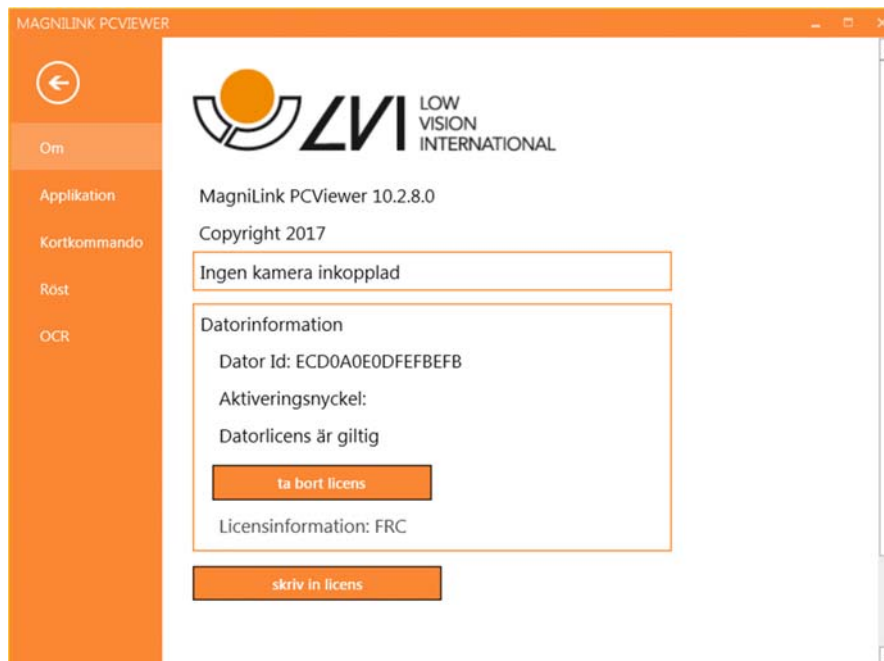 MAGNILINK PCVIEWER
Om
Applikation
Kortkommando
Röst
OCR
LVI
LOW
VISION
INTERNATIONAL
MagniLink PCViewer 10.2.8.0
Copyright 2017
Ingen kamera inkopplad
Datorinformation
Dator Id: ECD0A0E0DFEFBEFB
Aktiveringsnyckel:
Datorlicens är giltig
ta bort licens
Licensinformation: FRC
skriv in licens